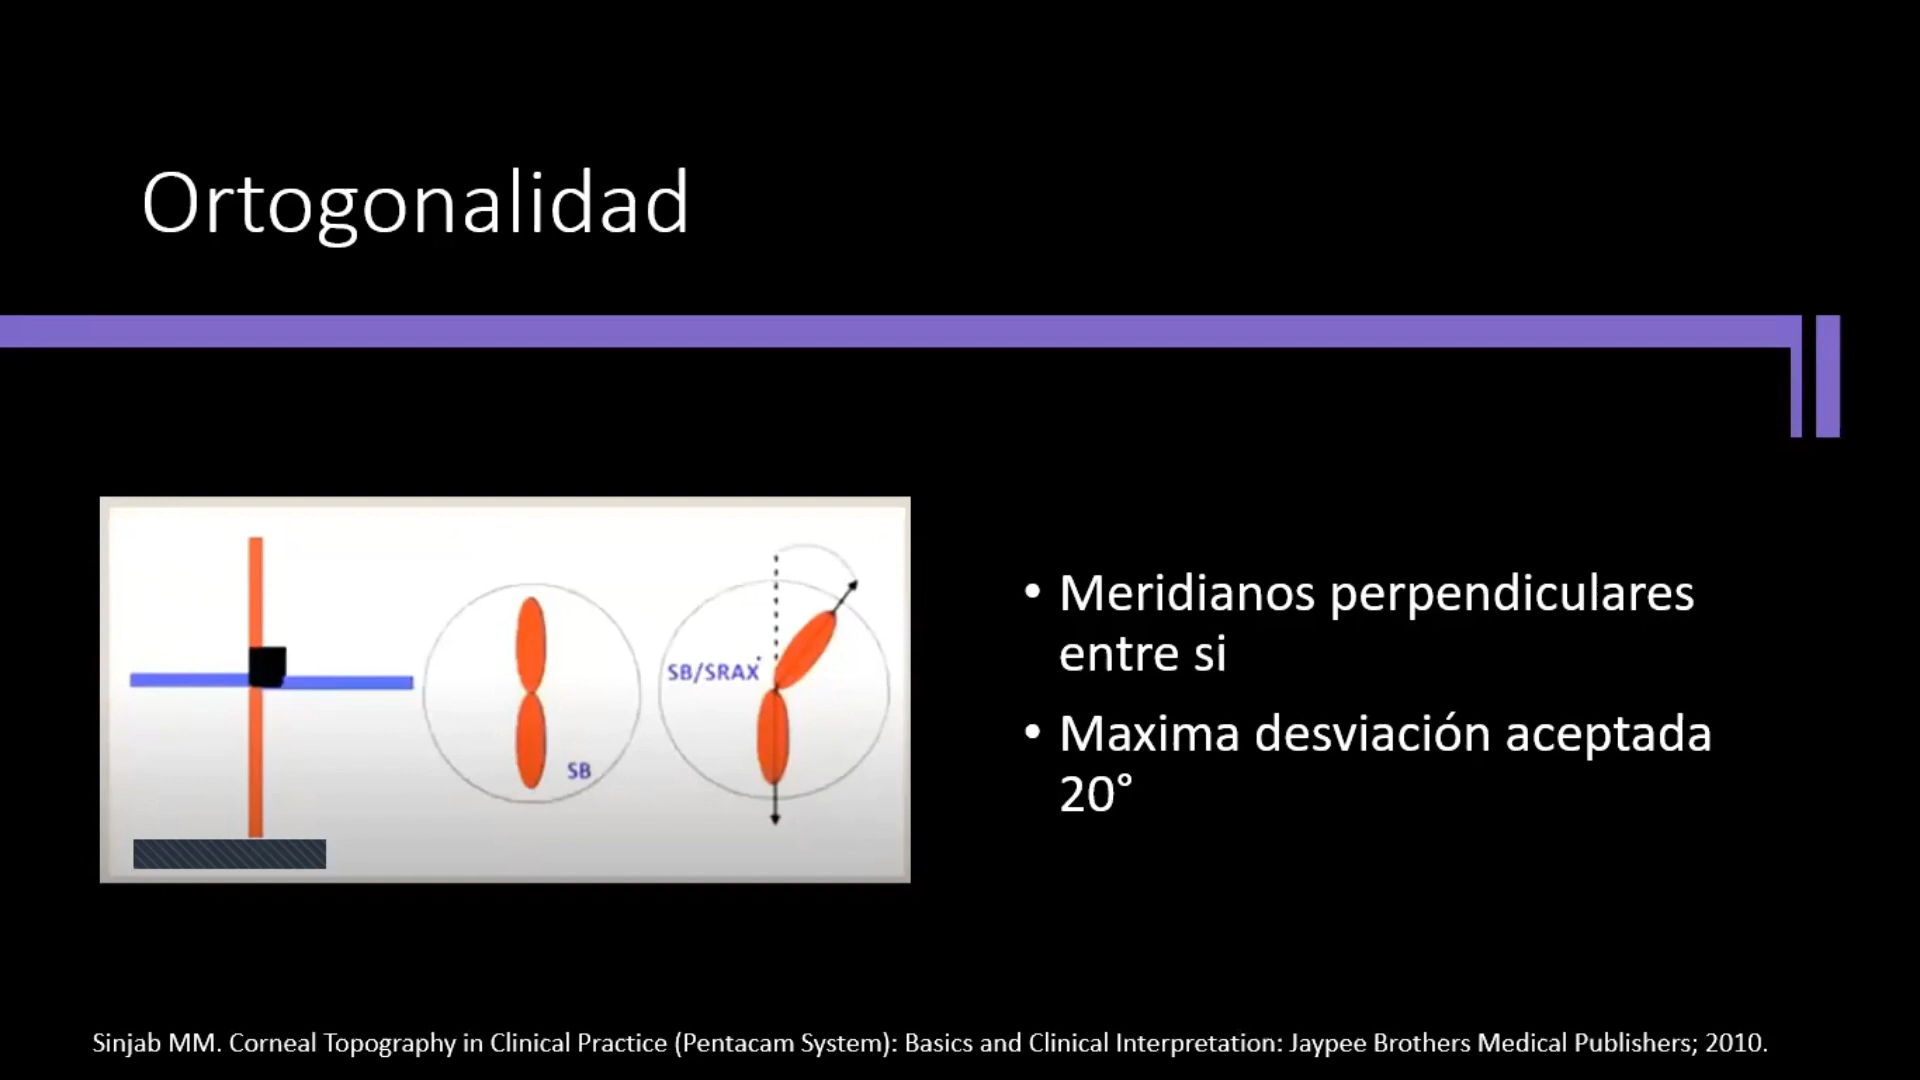 Ortogonalidad
SB
SB/SRAX
• Meridianos perpendiculares
entre si
• Maxima desviación aceptada
20°
Sinjab MM. Corneal Topography in Clinical Practice (Pentacam System): Basics and Clinical Interpretation: Jaypee Brothers Medical Publishers; 2010.